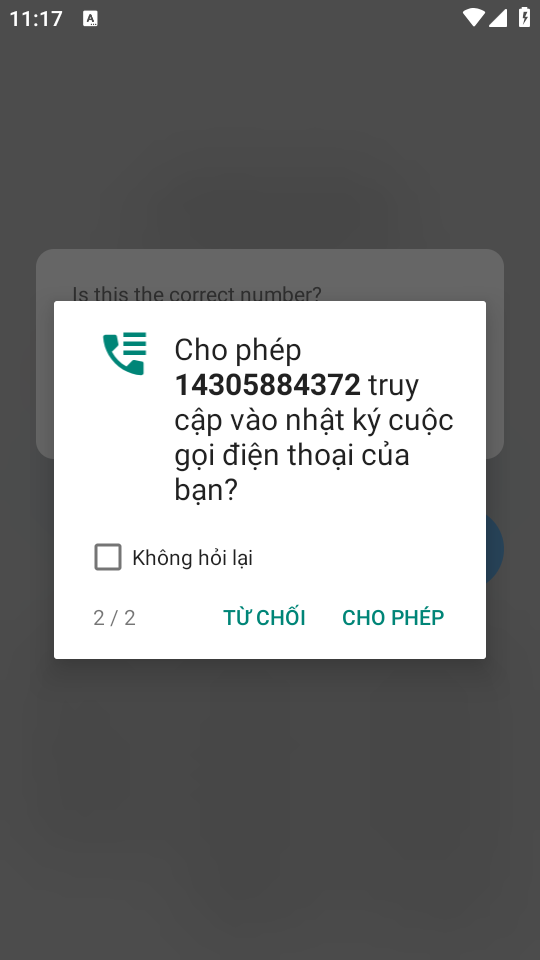 11:17
A
Is this the correct number?
Cho phép
14305884372 truy
cập vào nhật ký cuộc
gọi điện thoại của
bạn?
Không hỏi lại
2 / 2
TỪ CHỐI
CHO PHÉP